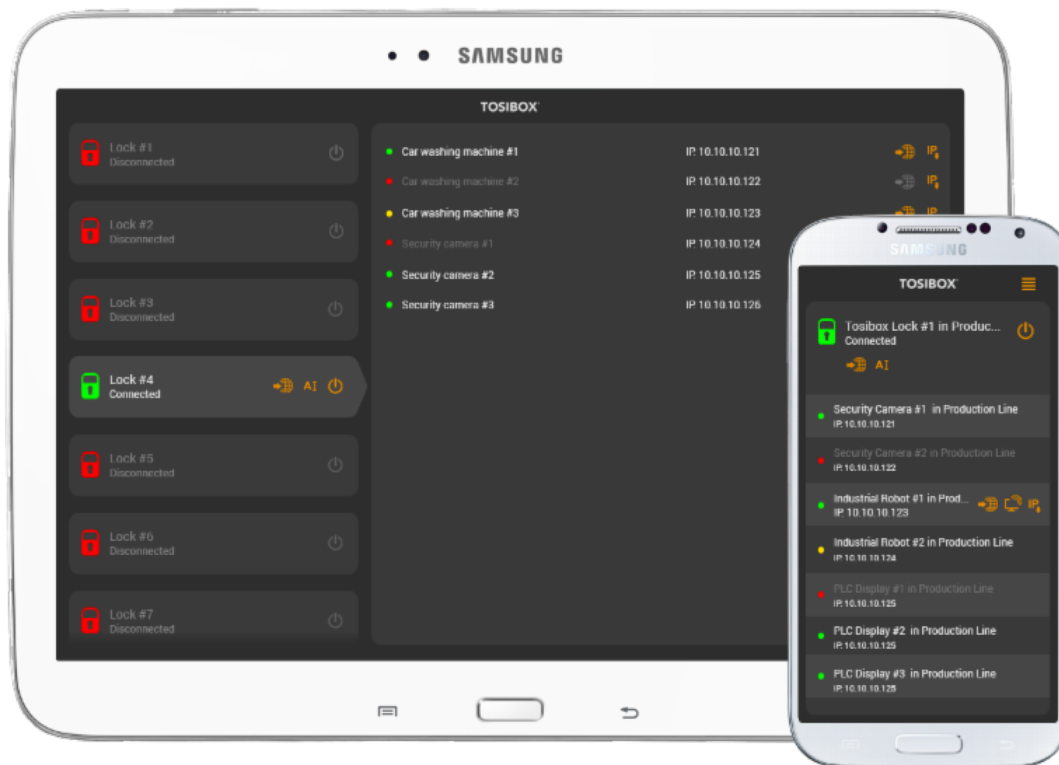 SAMSUNG
TOSIBOX
Lock #1
Disconnected
Lock #2
Disconnected
Lock #3
Disconnected
Lock #4
Connected
AI
Lock #5
Disconnected
Lock #6
Disconnected
Lock #7
Disconnected
Car washing machine #1 IP: 10.10.10.121 IP
Car washing machine #2 IP: 10.10.10.122 IP
Car washing machine #3 IP: 10.10.10.123 IP
Security camera #1 IP: 10.10.10.124
Security camera #2 IP: 10.10.10.125
Security camera #3 IP: 10.10.10.126
SAMSUNG
TOSIBOX
Tosibox Lock #1 in Produc...
Connected
AI
Security Camera #1 in Production Line
IP: 10.10.10.121
Security Camera #2 in Production Line
IP: 10.10.10.122
Industrial Robot #1 in Prod... IP
IP: 10.10.10.123
Industrial Robot #2 in Production Line
IP: 10.10.10.124
PLC Display #1 in Production Line
IP: 10.10.10.125
PLC Display #2 in Production Line
IP: 10.10.10.125
PLC Display #3 in Production Line
IP: 10.10.10.125